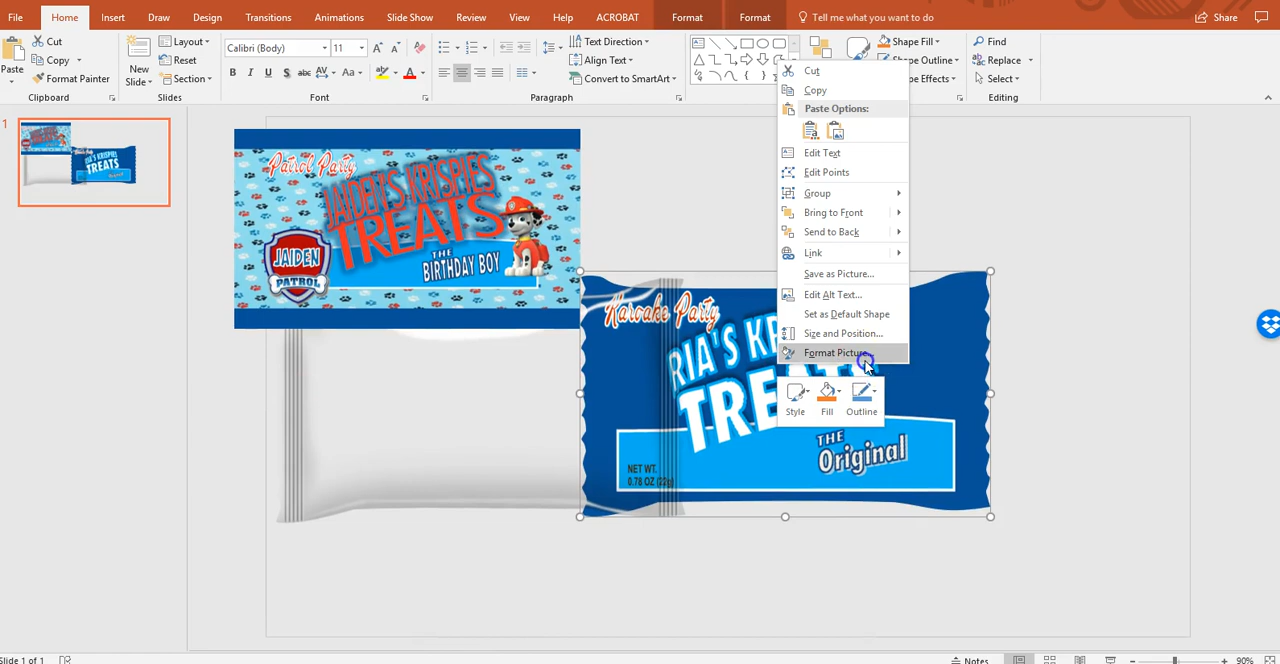 File Home Insert Draw Design Transitions Animations Slide Show Review View Help ACROBAT Format Format Tell me what you want to do Share
Cut
Copy
Format Painter
Paste
Clipboard
New
Slide
Layout
Reset
Section
Slides
Calibri (Body) 11
B I U S abc AV Aa A
Font
Text Direction
Align Text
Convert to SmartArt
Paragraph
Shape Fill
Shape Outline
Effects
Find
Replace
Select
Editing
1
Cut
Copy
Paste Options:
Edit Text
Edit Points
Group
Bring to Front
Send to Back
Link
Save as Picture...
Edit Alt Text...
Set as Default Shape
Size and Position...
Format Picture...
Style Fill Outline
Patrol Party
JAIDEN'S KRISPIES
TREATS
JAIDEN
PATROL
THE
BIRTHDAY BOY
Karcake Party
RIA'S
THE
Original
NET WT.
0.78 OZ (22g)
Slide 1 of 1
Notes
90%